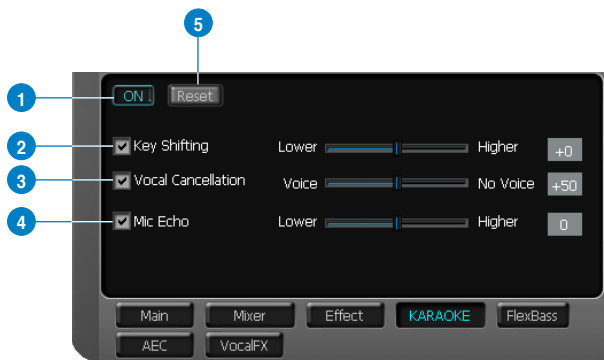 5
1 ON Reset
2 Key Shifting Lower Higher +0
3 Vocal Cancellation Voice No Voice +50
4 Mic Echo Lower Higher 0
Main Mixer Effect KARAOKE FlexBass
AEC VocalFX